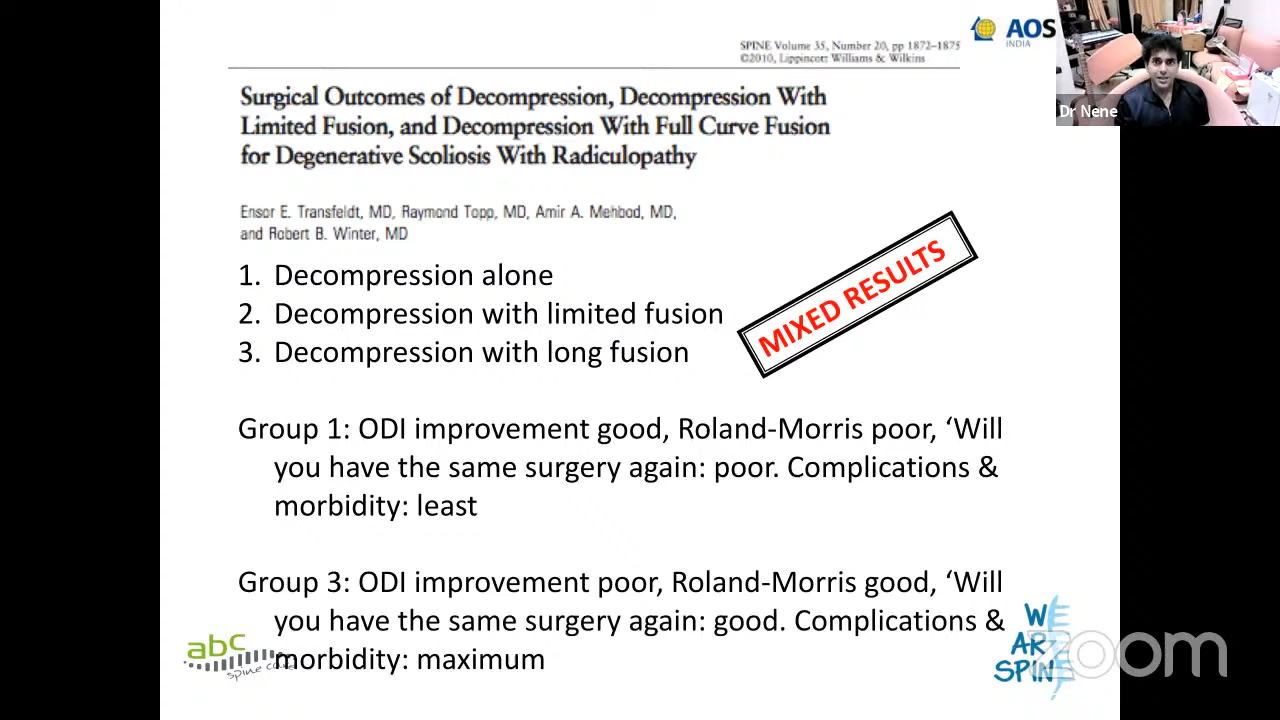 AOS
INDIA
Dr Nene
SPINE Volume 35, Number 20, pp 1872–1875
©2010, Lippincott Williams & Wilkins
Surgical Outcomes of Decompression, Decompression With
Limited Fusion, and Decompression With Full Curve Fusion
for Degenerative Scoliosis With Radiculopathy
Ensor E. Transfeldt, MD, Raymond Topp, MD, Amir A. Mehbod, MD,
and Robert B. Winter, MD
1. Decompression alone
2. Decompression with limited fusion
3. Decompression with long fusion
MIXED RESULTS
Group 1: ODI improvement good, Roland-Morris poor, ‘Will
you have the same surgery again: poor. Complications &
morbidity: least
Group 3: ODI improvement poor, Roland-Morris good, ‘Will
you have the same surgery again: good. Complications &
morbidity: maximum
abc
spine care
WE
ARE
SPINE
zoom